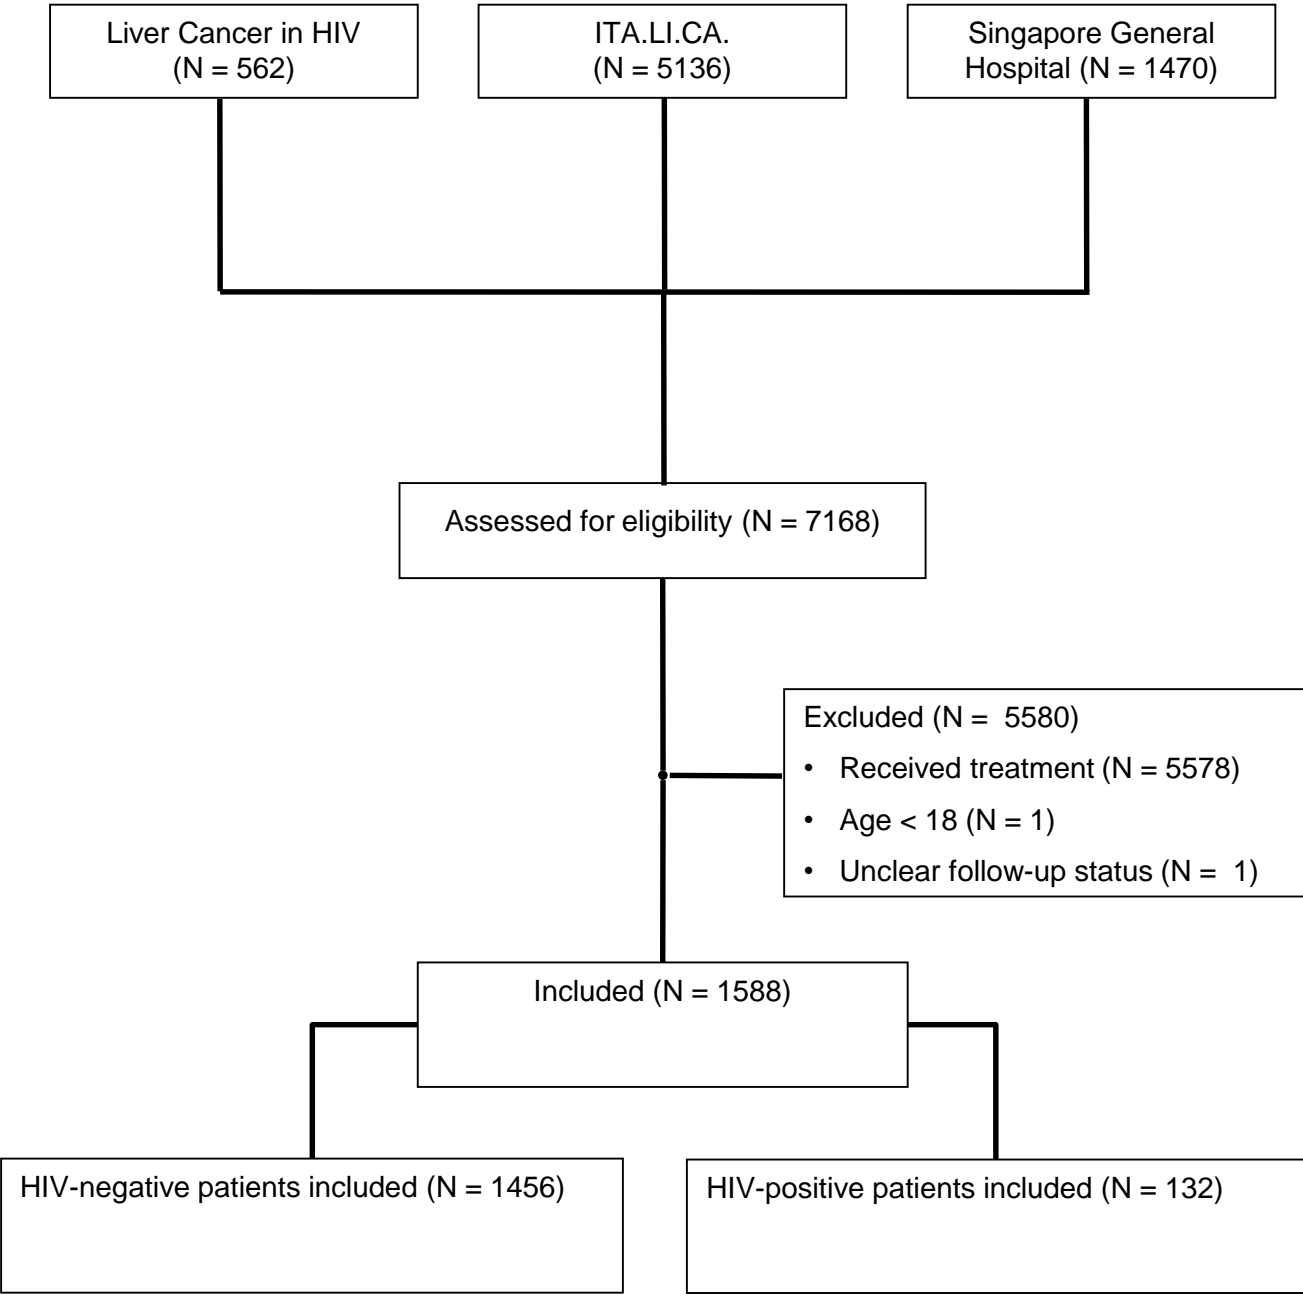 Liver Cancer in HIV
(N = 562)
ITA.LI.CA.
(N = 5136)
Singapore General
Hospital (N = 1470)
Assessed for eligibility (N = 7168)
Excluded (N =  5580)
• Received treatment (N = 5578)
• Age < 18 (N = 1)
• Unclear follow-up status (N =  1)
Included (N = 1588)
HIV-negative patients included (N = 1456)
HIV-positive patients included (N = 132)